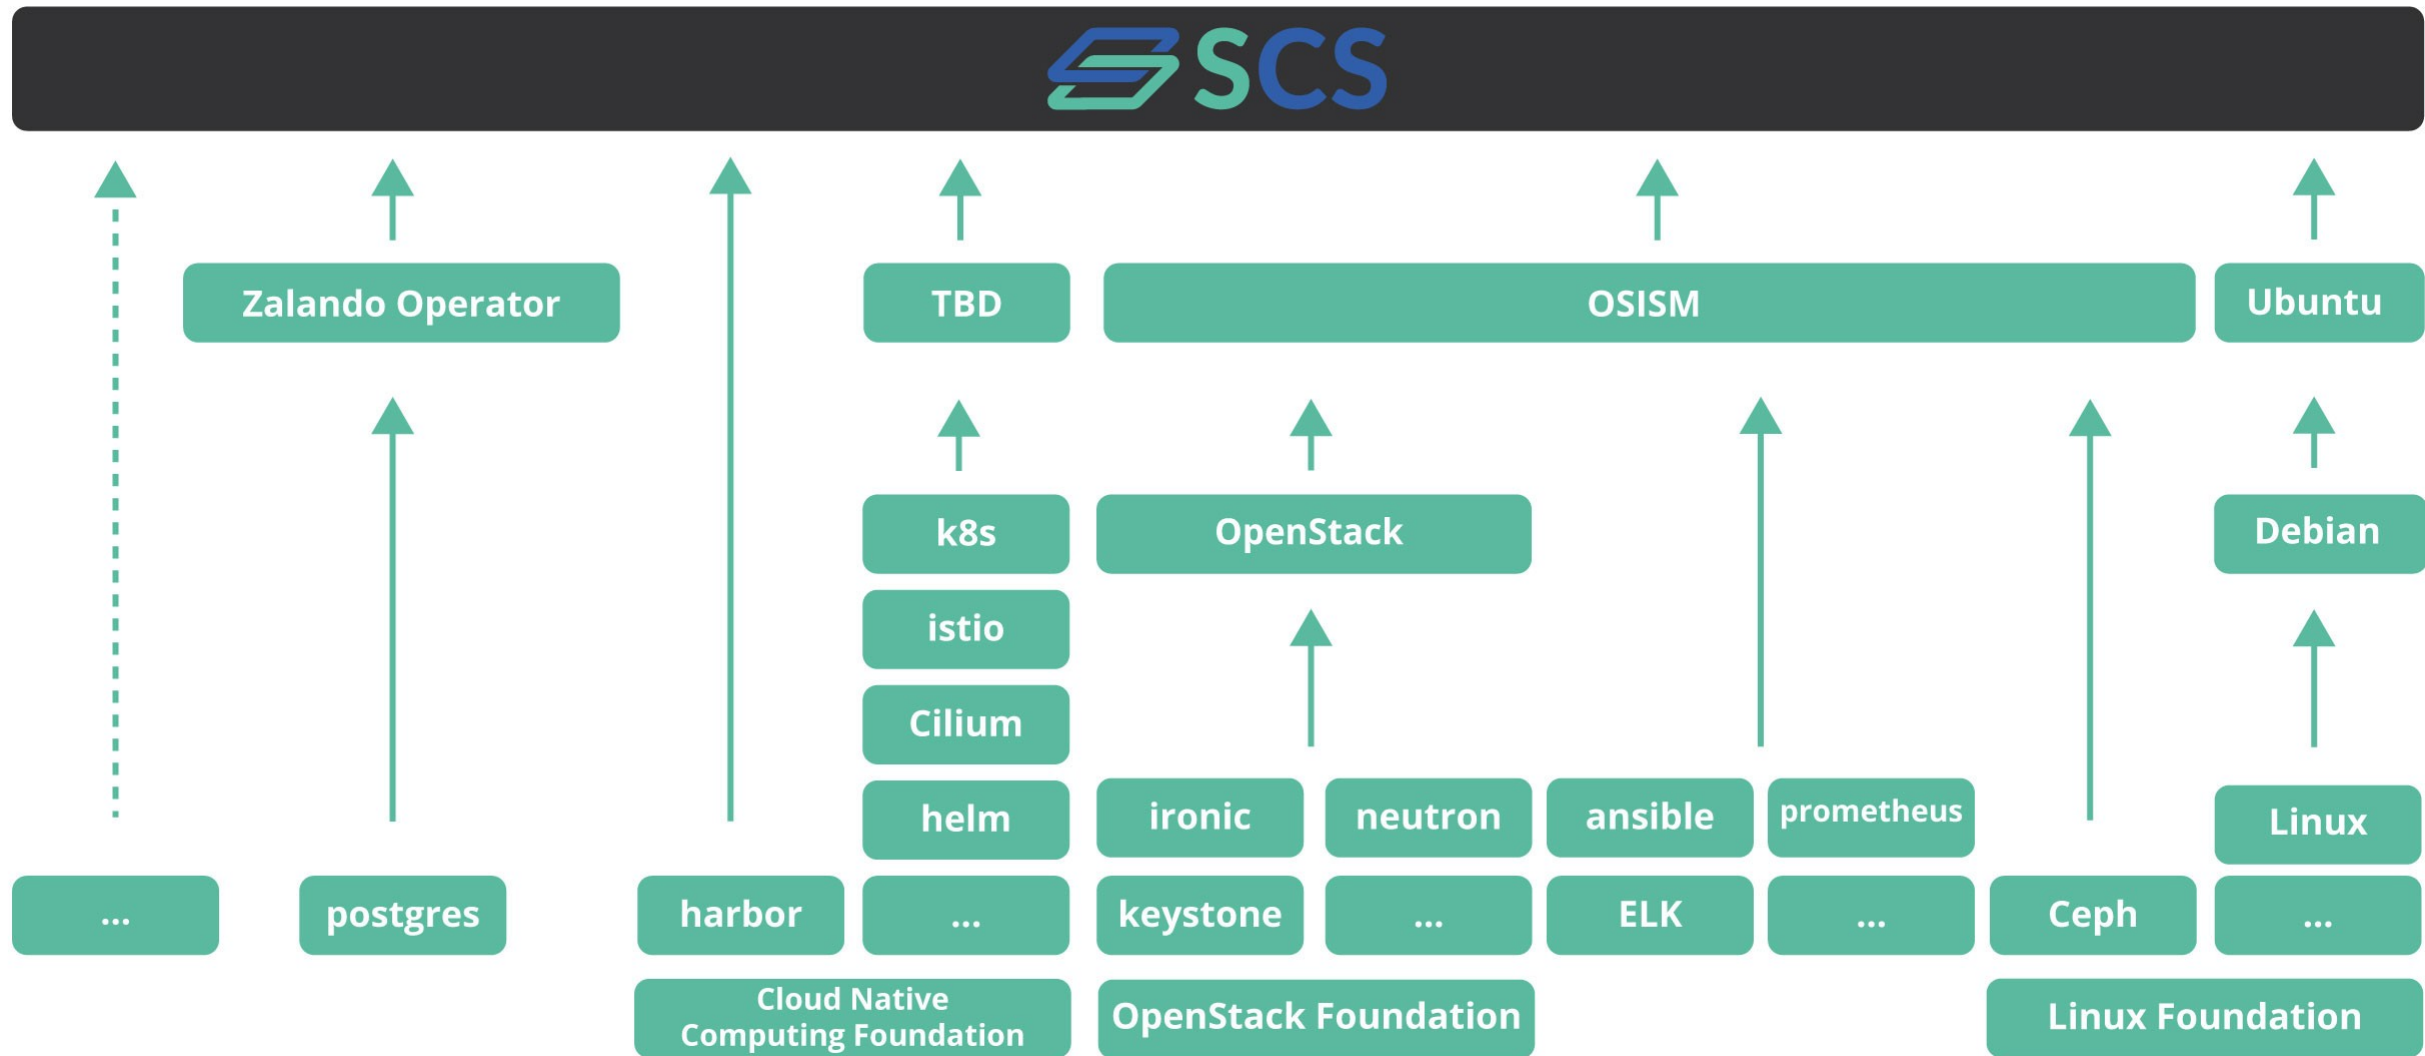 SCS
Zalando Operator
TBD
OSISM
Ubuntu
k8s
OpenStack
Debian
istio
Cilium
helm
ironic
neutron
ansible
prometheus
Linux
...
postgres
harbor
...
keystone
...
ELK
...
Ceph
...
Cloud Native
Computing Foundation
OpenStack Foundation
Linux Foundation